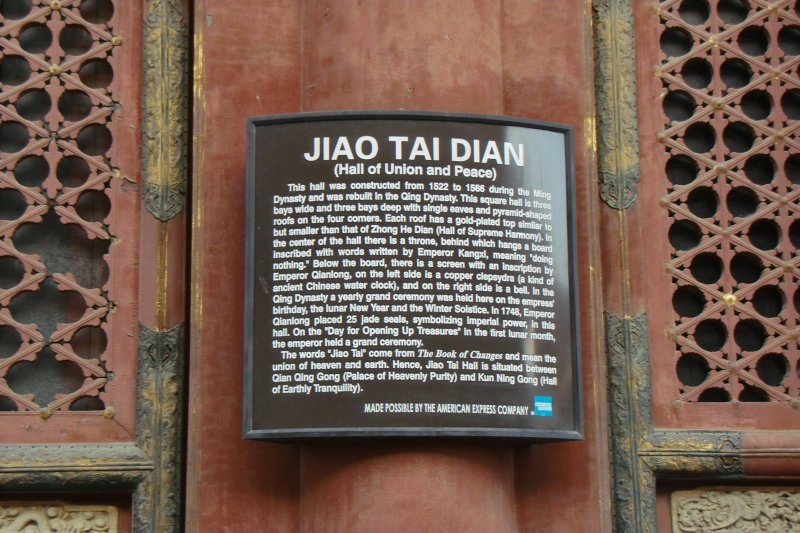 JIAO TAI DIAN
(Hall of Union and Peace)
This hall was constructed from 1522 to 1566 during the Ming
Dynasty and was rebuilt in the Qing Dynasty. This square hall is three
bays wide and three bays deep with single eaves and pyramid-shaped
roofs on the four corners. Each roof has a gold-plated top similar to
but smaller than that of Zhong He Dian (Hall of Supreme Harmony). In
the center of the hall there is a throne, behind which hangs a board
inscribed with words written by Emperor Kangxi, meaning "doing
nothing." Below the board, there is a screen with an inscription by
Emperor Qianlong, on the left side is a copper clepsydra (a kind of
ancient Chinese water clock), and on the right side is a bell. In the
Qing Dynasty a yearly grand ceremony was held here on the empress'
birthday, the lunar New Year and the Winter Solstice. In 1748, Emperor
Qianlong placed 25 jade seals, symbolizing imperial power, in this
hall. On the "Day for Opening Up Treasures" in the first lunar month,
the emperor held a grand ceremony.
The words "Jiao Tai" come from The Book of Changes and mean the
union of heaven and earth. Hence, Jiao Tai Hall is situated between
Qian Qing Gong (Palace of Heavenly Purity) and Kun Ning Gong (Hall
of Earthly Tranquility).
MADE POSSIBLE BY THE AMERICAN EXPRESS COMPANY